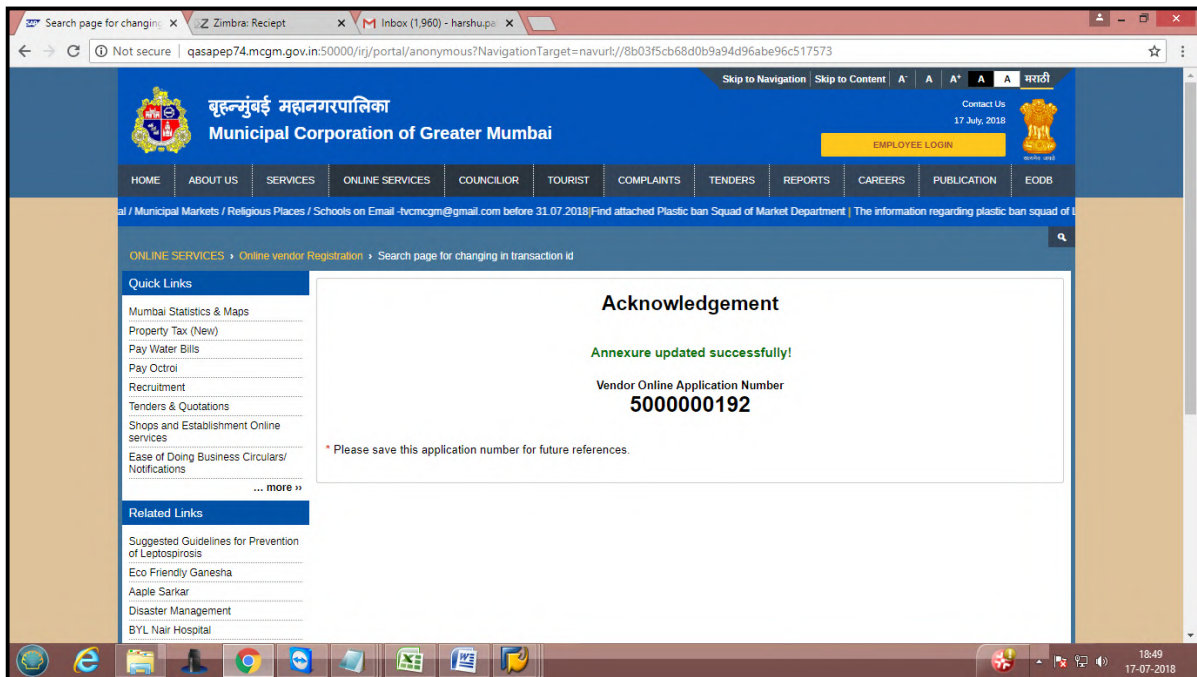 Search page for changing
Zimbra: Reciept
Inbox (1,960) - harshu.pa
Not secure | qasapep74.mcgm.gov.in:50000/irj/portal/anonymous?NavigationTarget=navurl://8b03f5cb68d0b9a94d96abe96c517573
Skip to Navigation Skip to Content A- A A+ A A मराठी
बृहन्मुंबई महानगरपालिका
Municipal Corporation of Greater Mumbai
Contact Us
17 July, 2018
EMPLOYEE LOGIN
सत्यमेव जयते
HOME ABOUT US SERVICES ONLINE SERVICES COUNCILIOR TOURIST COMPLAINTS TENDERS REPORTS CAREERS PUBLICATION EODB
al / Municipal Markets / Religious Places / Schools on Email -tvcmcgm@gmail.com before 31.07.2018|Find attached Plastic ban Squad of Market Department | The information regarding plastic ban squad of
ONLINE SERVICES › Online vendor Registration › Search page for changing in transaction id
Quick Links
Mumbai Statistics & Maps
Property Tax (New)
Pay Water Bills
Pay Octroi
Recruitment
Tenders & Quotations
Shops and Establishment Online
services
Ease of Doing Business Circulars/
Notifications
... more ››
Related Links
Suggested Guidelines for Prevention
of Leptospirosis
Eco Friendly Ganesha
Aaple Sarkar
Disaster Management
BYL Nair Hospital
Acknowledgement
Annexure updated successfully!
Vendor Online Application Number
5000000192
* Please save this application number for future references.
18:49
17-07-2018